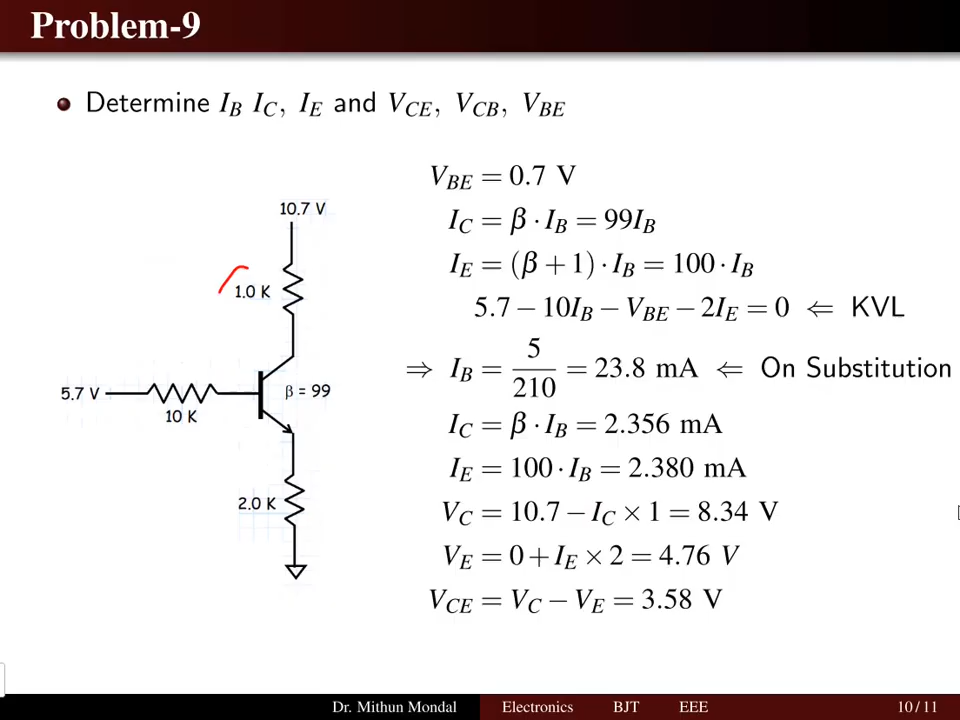 Problem-9
Determine I_B I_C, I_E and V_CE, V_CB, V_BE
10.7 V
1.0 K
5.7 V
10 K
β = 99
2.0 K
V_BE = 0.7 V
I_C = β · I_B = 99I_B
I_E = (β + 1) · I_B = 100 · I_B
5.7 − 10I_B − V_BE − 2I_E = 0 ⇐ KVL
⇒ I_B = 5/210 = 23.8 mA ⇐ On Substitution
I_C = β · I_B = 2.356 mA
I_E = 100 · I_B = 2.380 mA
V_C = 10.7 − I_C × 1 = 8.34 V
V_E = 0 + I_E × 2 = 4.76 V
V_CE = V_C − V_E = 3.58 V
Dr. Mithun Mondal Electronics BJT EEE 10 / 11